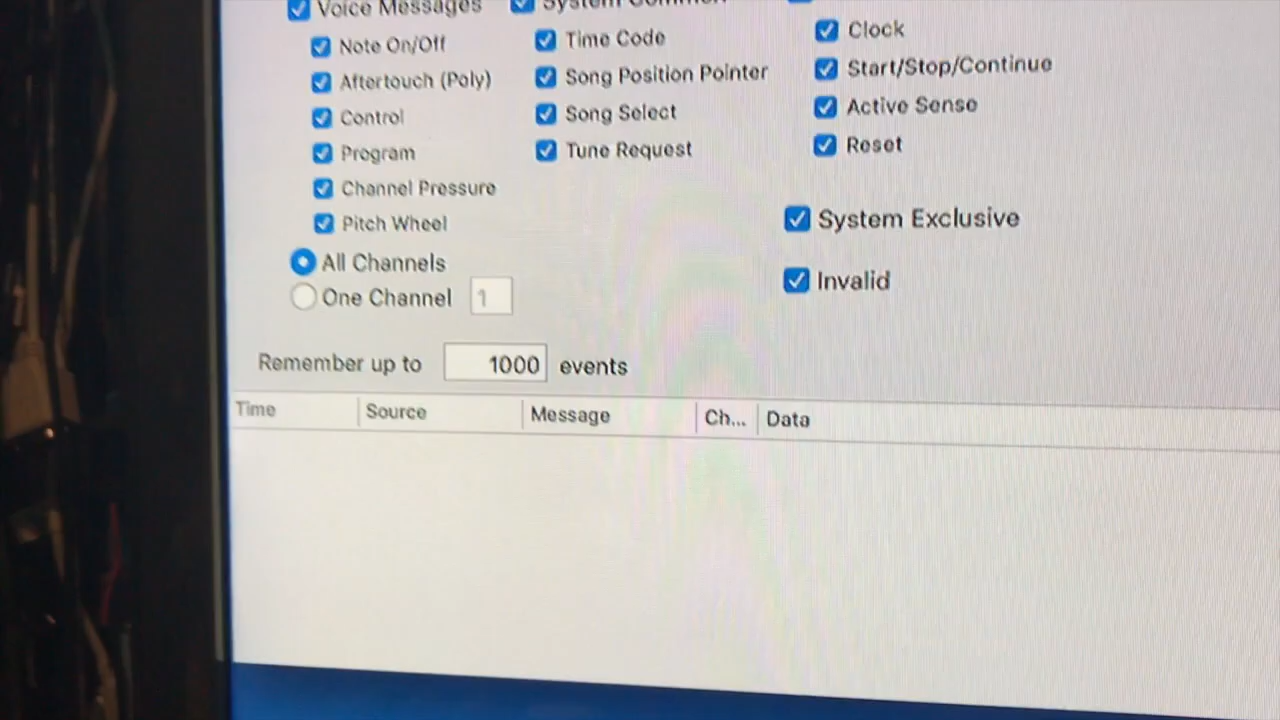 Voice Messages
Note On/Off
Aftertouch (Poly)
Control
Program
Channel Pressure
Pitch Wheel
All Channels
One Channel 1
System Common
Time Code
Song Position Pointer
Song Select
Tune Request
Clock
Start/Stop/Continue
Active Sense
Reset
System Exclusive
Invalid
Remember up to 1000 events
Time Source Message Ch... Data